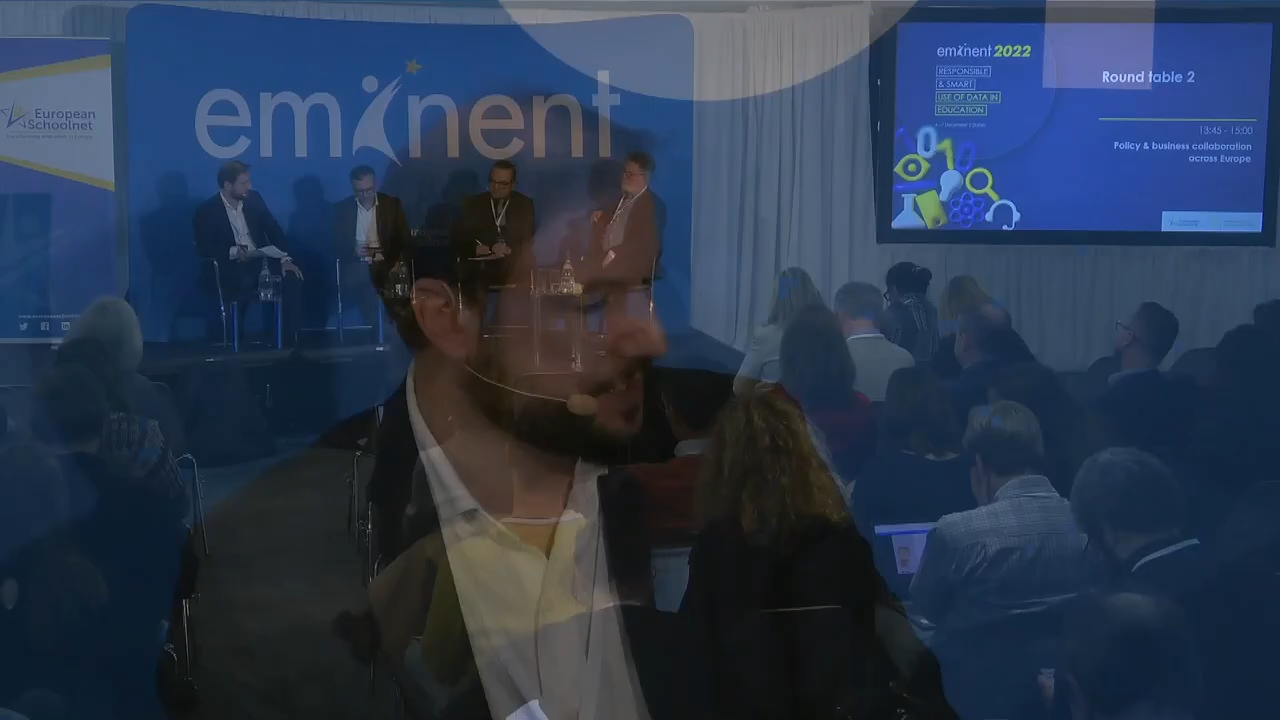 eminent
European
Schoolnet
eminent 2022
RESPONSIBLE
& SMART
USE OF DATA IN
EDUCATION
Round table 2
13:45 - 15:00
Policy & business collaboration
across Europe